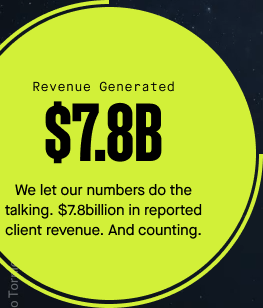 Revenue Generated
$7.8B
We let our numbers do the
talking. $7.8billion in reported
client revenue. And counting.